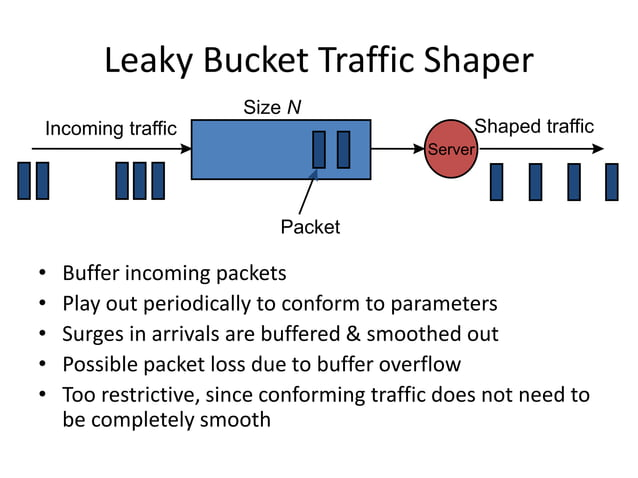 Leaky Bucket Traffic Shaper
Size N
Incoming traffic
Shaped traffic
Server
Packet
• Buffer incoming packets
• Play out periodically to conform to parameters
• Surges in arrivals are buffered & smoothed out
• Possible packet loss due to buffer overflow
• Too restrictive, since conforming traffic does not need to
be completely smooth